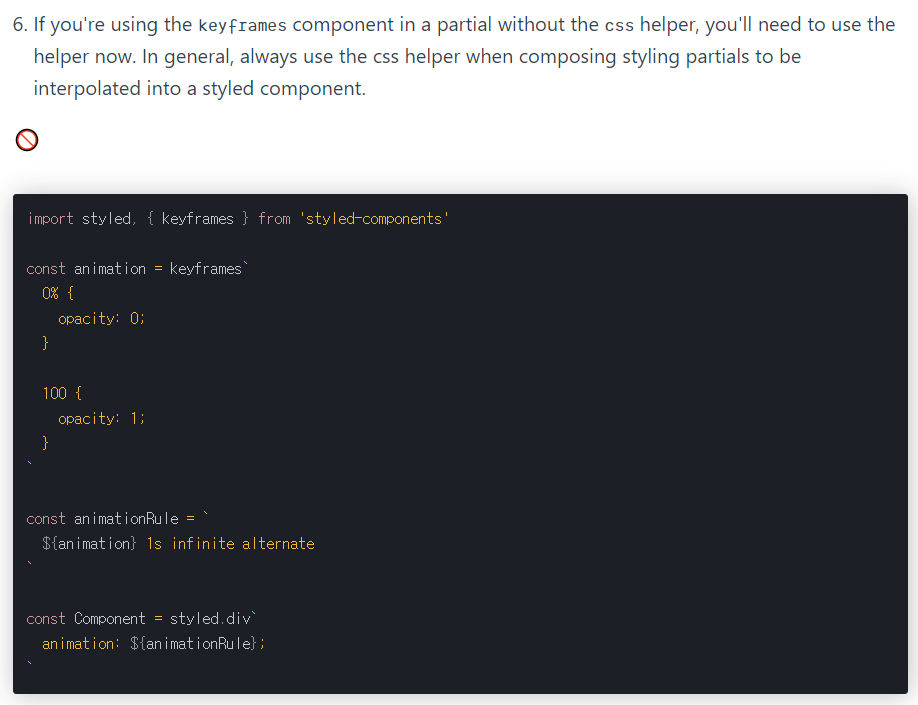 6. If you're using the keyframes component in a partial without the css helper, you'll need to use the
helper now. In general, always use the css helper when composing styling partials to be
interpolated into a styled component.
import styled, { keyframes } from 'styled-components'
const animation = keyframes`
0% {
opacity: 0;
}
100 {
opacity: 1;
}
`
const animationRule = `
${animation} 1s infinite alternate
`
const Component = styled.div`
animation: ${animationRule};
`